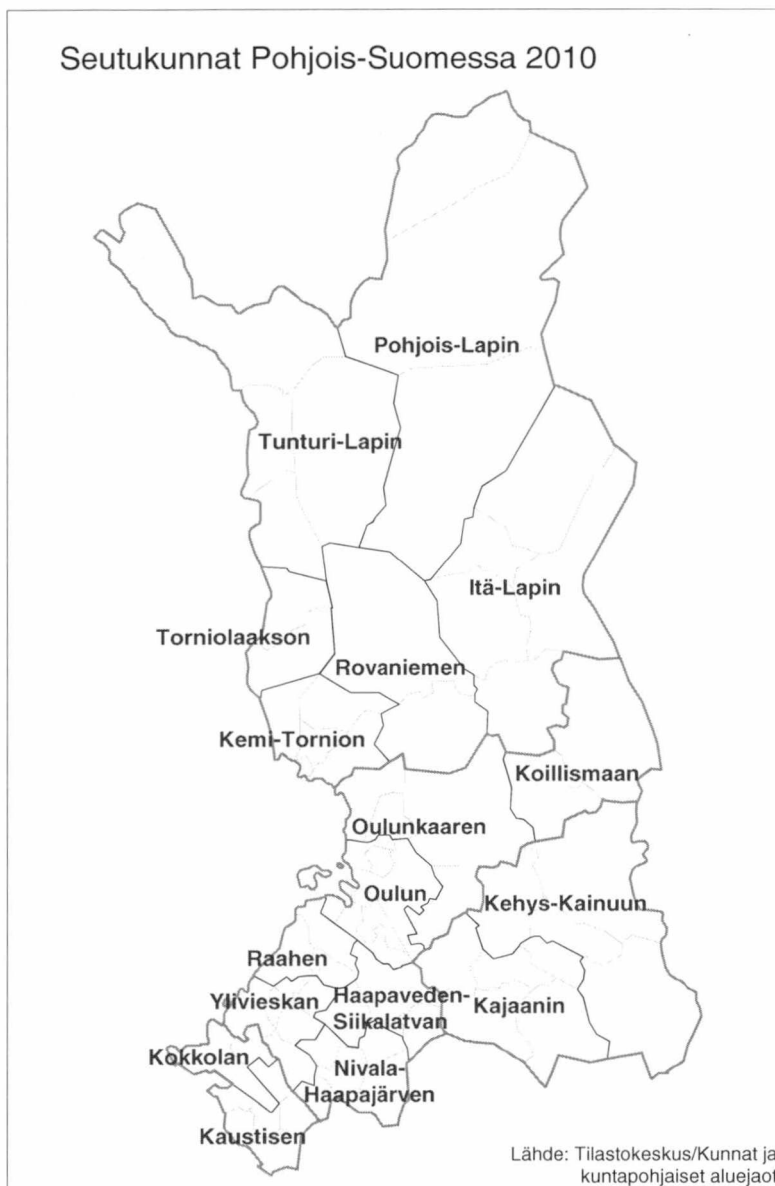 Seutukunnat Pohjois-Suomessa 2010
Pohjois-Lapin
Tunturi-Lapin
Itä-Lapin
Torniolaakson
Rovaniemen
Kemi-Tornion
Koillismaan
Oulunkaaren
Oulun
Kehys-Kainuun
Raahen
Ylivieskan
Haapaveden-
Siikalatvan
Kajaanin
Kokkolan
Nivala-
Haapajärven
Kaustisen
Lähde: Tilastokeskus/Kunnat ja
kuntapohjaiset aluejaot